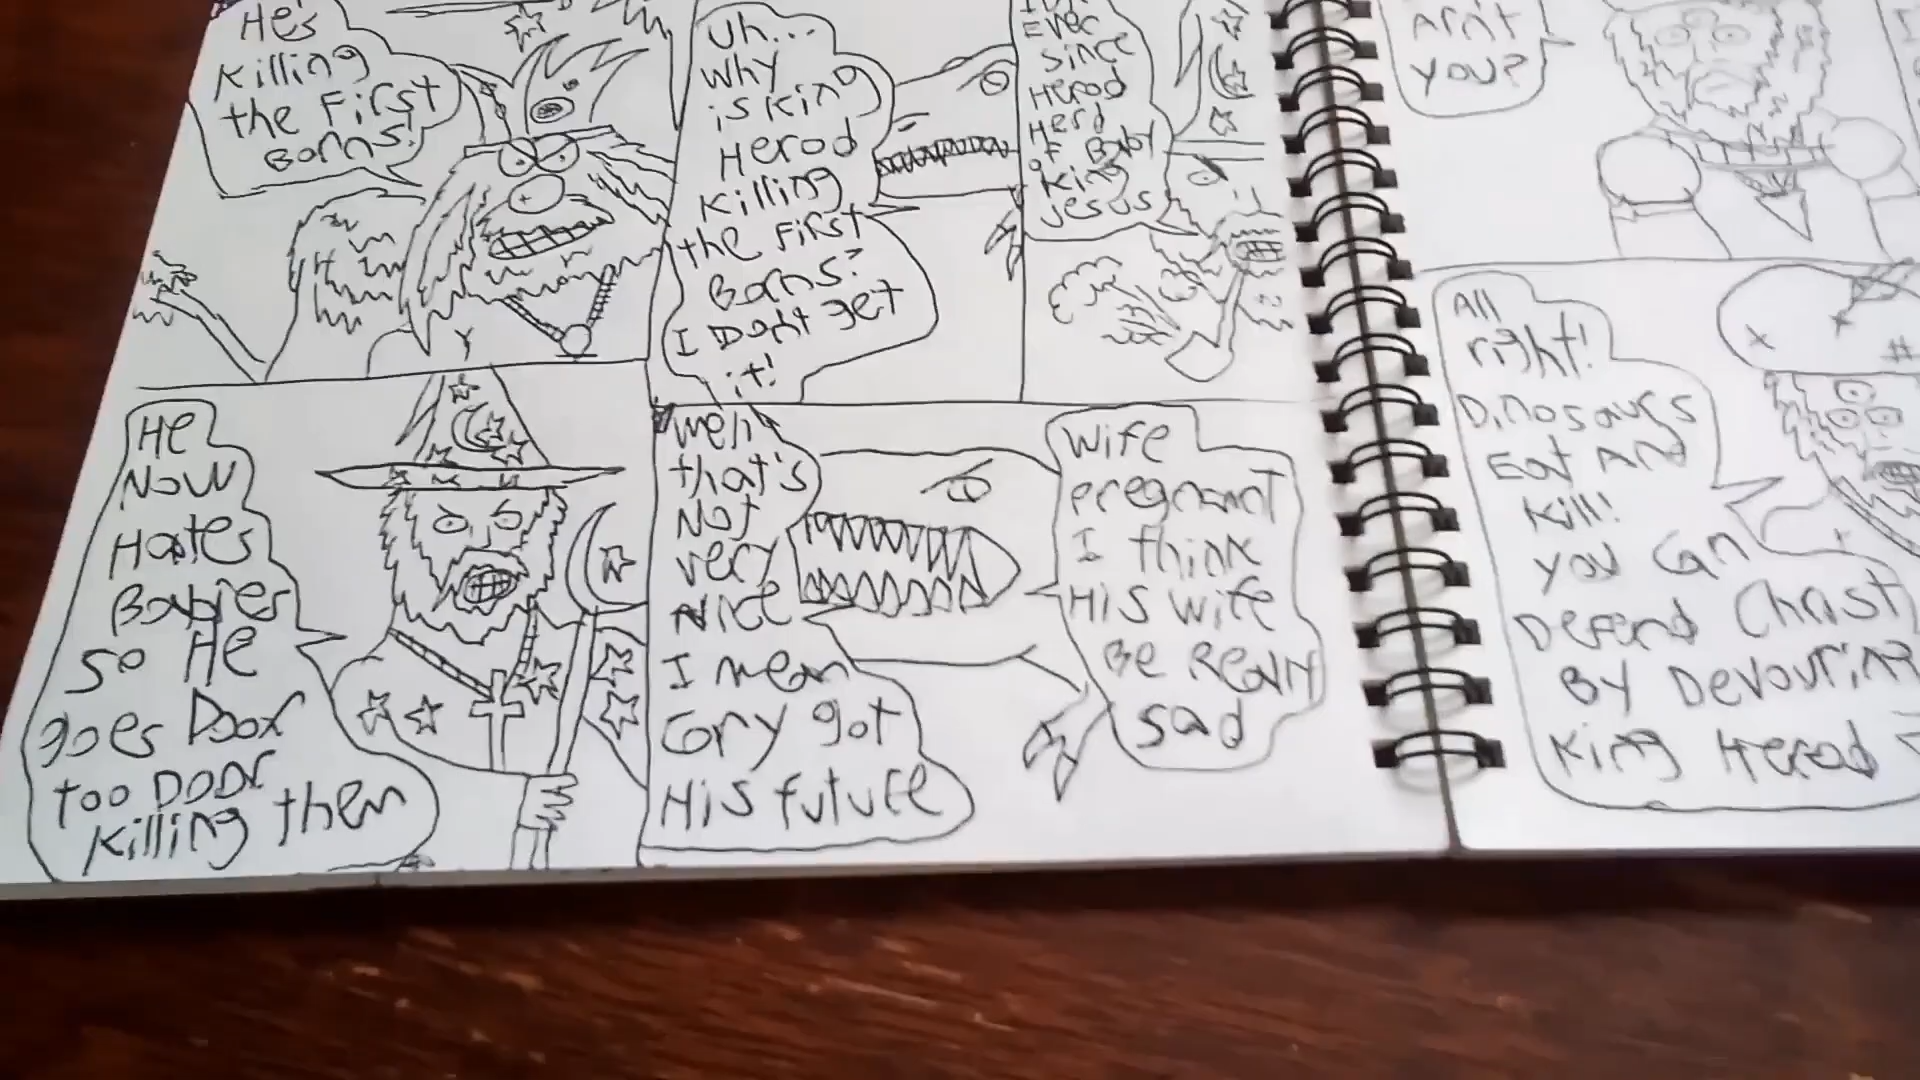 He's
Killing
the First
Borns!
Uh...
why
is King
Herod
Killing
the First
Borns?
I Don't get
it!
Ever
since
Herod
Herd
of Baby
King
Jesus
He
Now
Hates
Babies
so He
goes Door
too Door
Killing them
Well
that's
Not
very
Nice
I mean
Gory got
His future
Wife
pregnant
I think
His wife
Be Really
sad
Arn't
you?
All
right!
Dinosaurs
Eat And
Kill!
you can
Defend Christ
By Devouring
King Herod